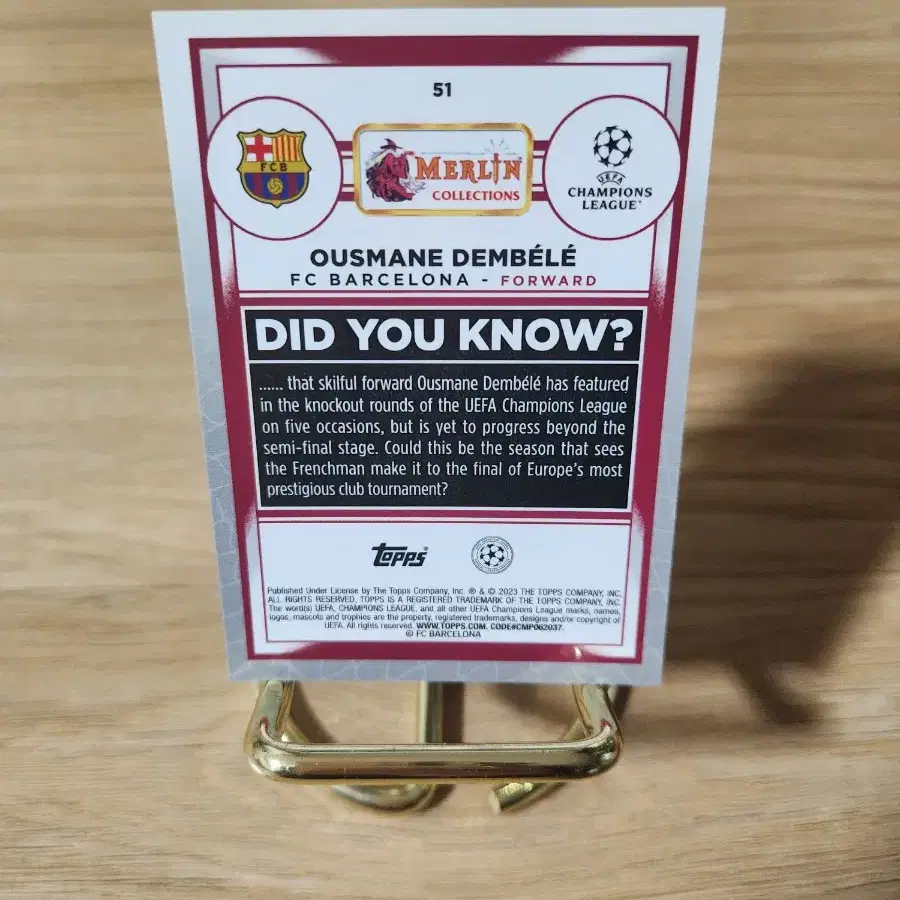 51
FCB
MERLIN
COLLECTIONS
UEFA
CHAMPIONS
LEAGUE
OUSMANE DEMBÉLÉ
FC BARCELONA - FORWARD
DID YOU KNOW?
...... that skilful forward Ousmane Dembélé has featured
in the knockout rounds of the UEFA Champions League
on five occasions, but is yet to progress beyond the
semi-final stage. Could this be the season that sees
the Frenchman make it to the final of Europe's most
prestigious club tournament?
Topps
Published Under License by The Topps Company, Inc. ® & © 2023 THE TOPPS COMPANY, INC.
ALL RIGHTS RESERVED. TOPPS IS A REGISTERED TRADEMARK OF THE TOPPS COMPANY, INC.
The word(s) UEFA, CHAMPIONS LEAGUE, and all other UEFA Champions League marks, names,
logos, mascots and trophies are the property, registered trademarks, designs and/or copyright of
UEFA. All rights reserved. WWW.TOPPS.COM. CODE#CMP062037.
© FC BARCELONA